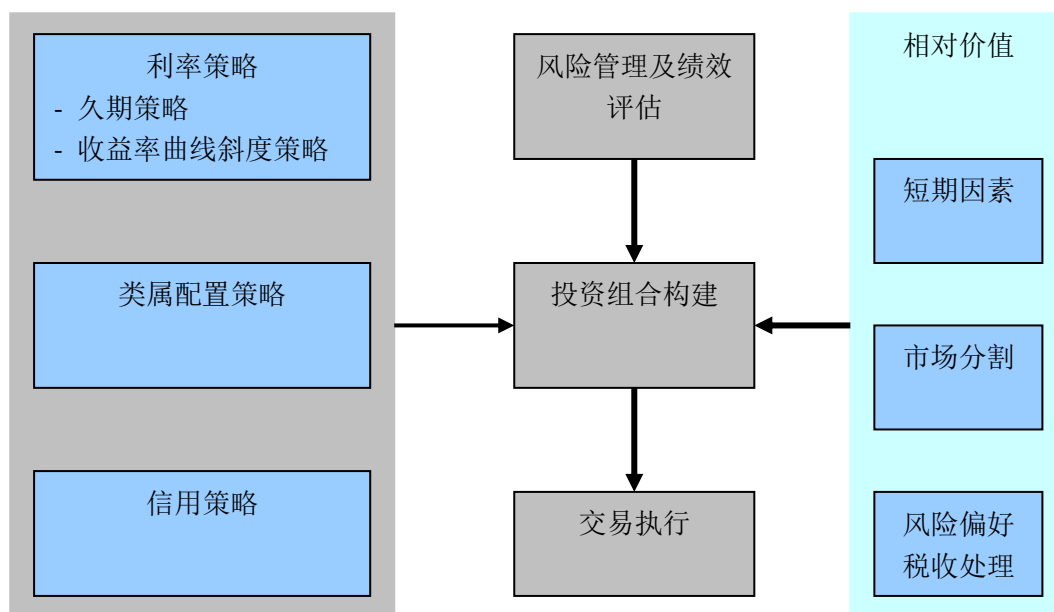 利率策略
- 久期策略
- 收益率曲线斜度策略
类属配置策略
信用策略
风险管理及绩效
评估
投资组合构建
交易执行
相对价值
短期因素
市场分割
风险偏好
税收处理